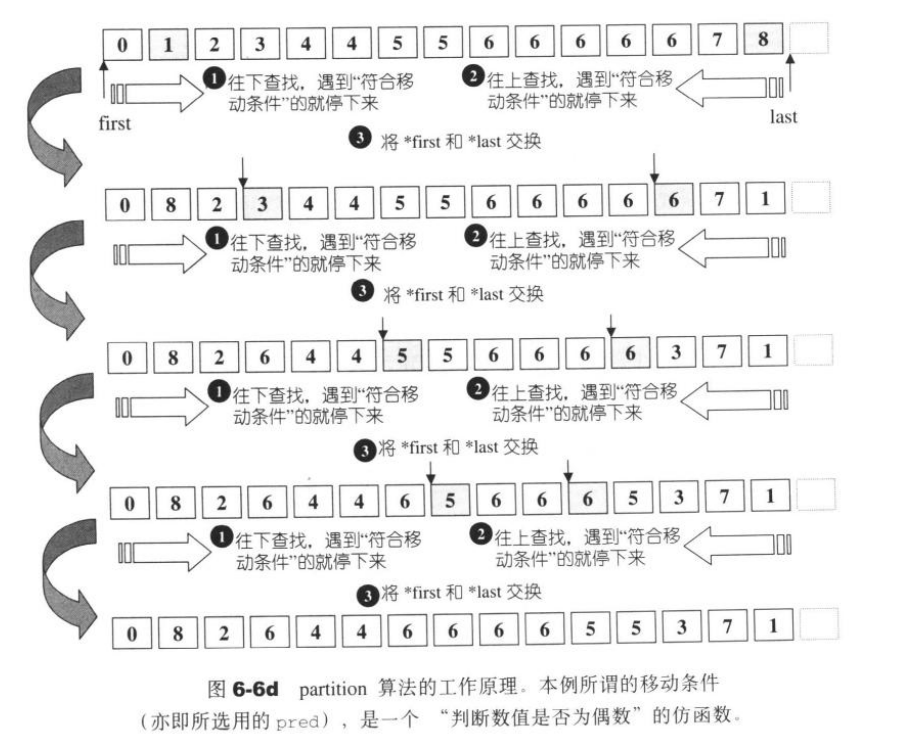 0 1 2 3 4 4 5 5 6 6 6 6 6 7 8
first
❶往下查找，遇到“符合移
动条件”的就停下来
❷往上查找，遇到“符合移
动条件”的就停下来
last
❸ 将 *first 和 *last 交换
0 8 2 3 4 4 5 5 6 6 6 6 6 7 1
❶往下查找，遇到“符合移
动条件”的就停下来
❷往上查找，遇到“符合移
动条件”的就停下来
❸ 将 *first 和 *last 交换
0 8 2 6 4 4 5 5 6 6 6 6 3 7 1
❶往下查找，遇到“符合移
动条件”的就停下来
❷往上查找，遇到“符合移
动条件”的就停下来
❸将 *first 和 *last 交换
0 8 2 6 4 4 6 5 6 6 6 5 3 7 1
❶往下查找，遇到“符合移
动条件”的就停下来
❷往上查找，遇到“符合移
动条件”的就停下来
❸将 *first 和 *last 交换
0 8 2 6 4 4 6 6 6 6 5 5 3 7 1
图 6-6d partition 算法的工作原理。本例所谓的移动条件
（亦即所选用的 pred），是一个 “判断数值是否为偶数”的仿函数。